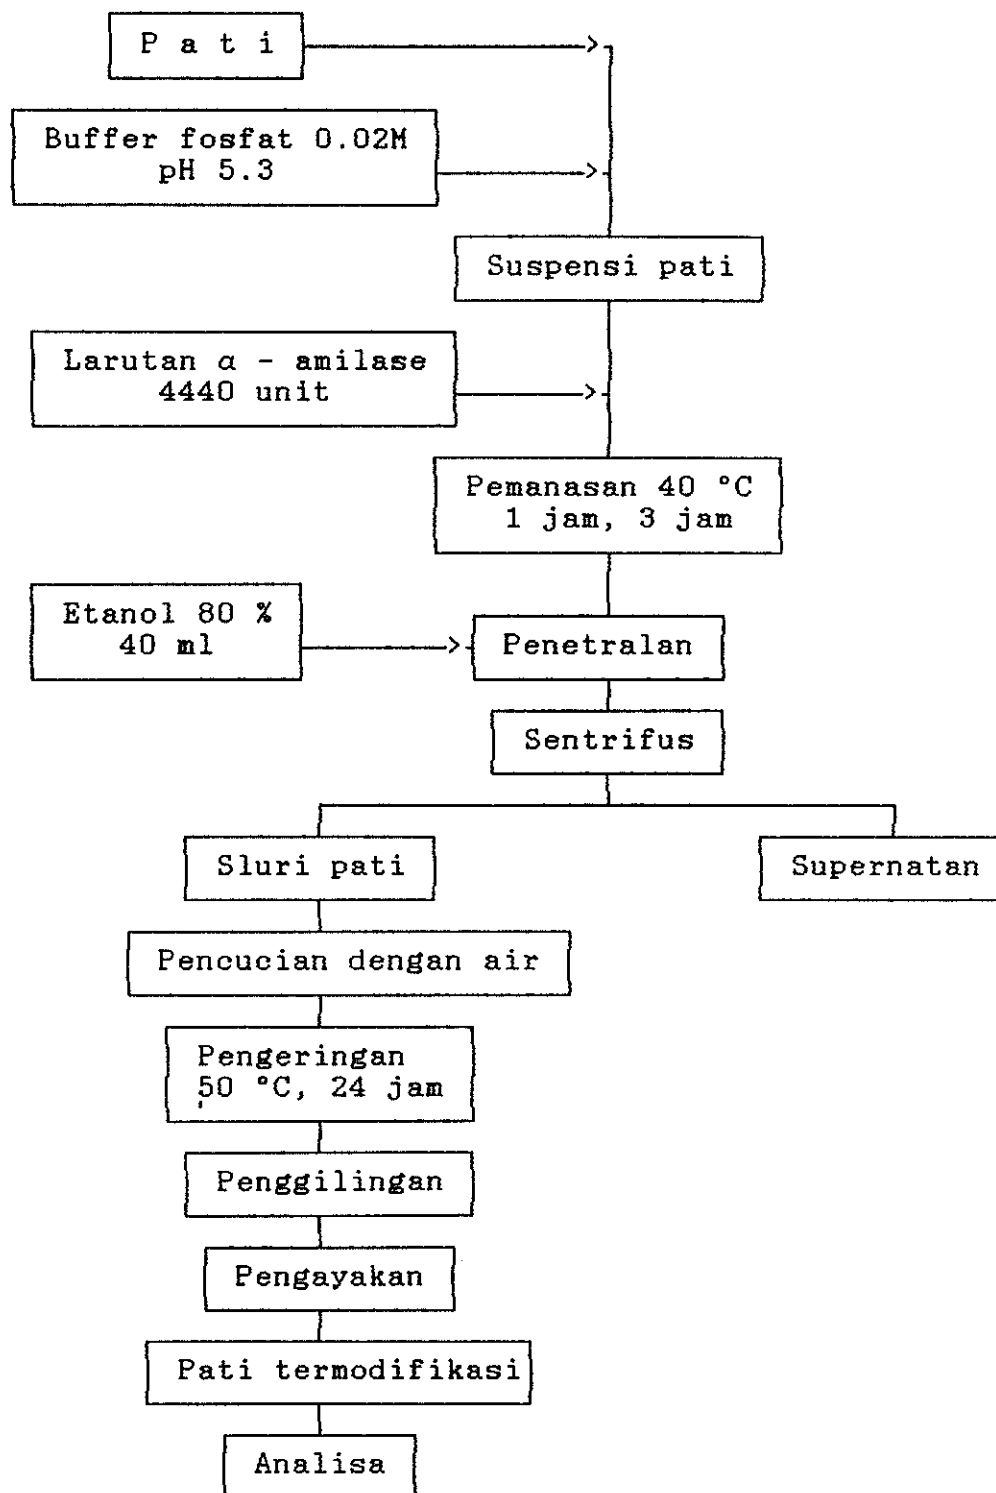 P a t i
Buffer fosfat 0.02M
pH 5.3
Suspensi pati
Larutan α - amilase
4440 unit
Pemanasan 40 °C
1 jam, 3 jam
Etanol 80 %
40 ml
Penetralan
Sentrifus
Sluri pati
Supernatan
Pencucian dengan air
Pengeringan
50 °C, 24 jam
Penggilingan
Pengayakan
Pati termodifikasi
Analisa